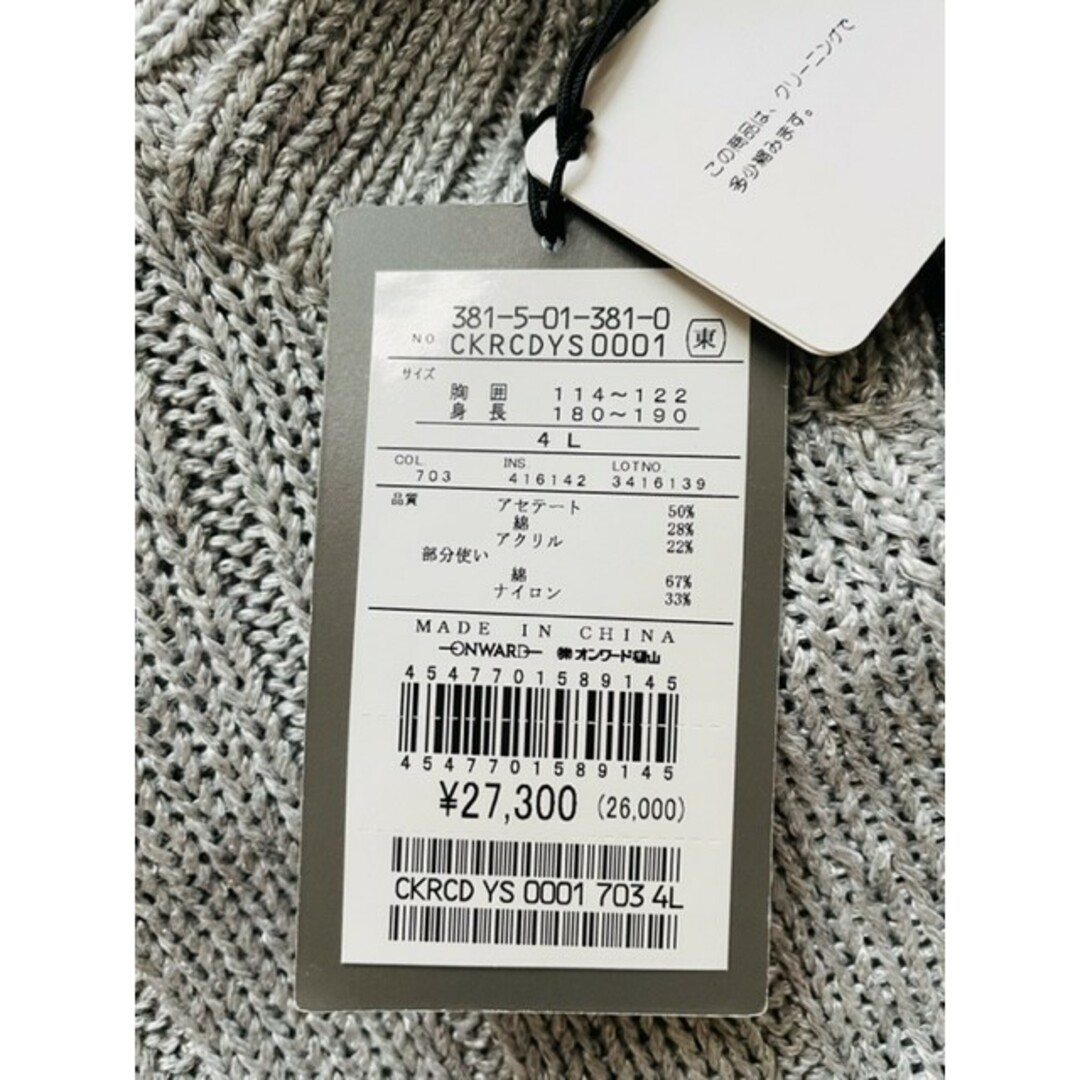 この商品は、クリーニングで
多少縮みます。
381-5-01-381-0
NO CKRCDYS0001 東
サイズ
胸囲 114～122
身長 180～190
4L
COL. INS. LOTNO.
703 416142 3416139
品質 アセテート 50%
綿 28%
アクリル 22%
部分使い
綿 67%
ナイロン 33%
MADE IN CHINA
ONWARD ㈱オンワード樫山
4547701589145
4547701589145
¥27,300 (26,000)
CKRCD YS 0001 703 4L